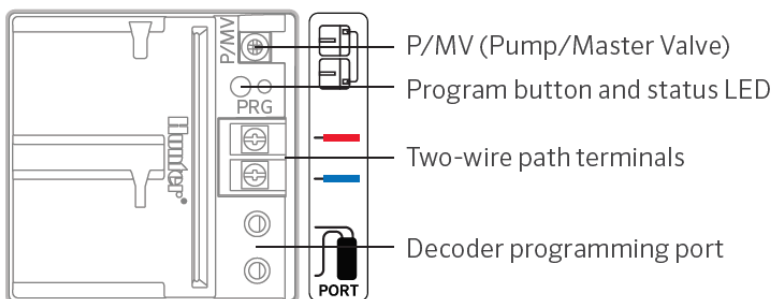 P/MV
P/MV (Pump/Master Valve)
Program button and status LED
PRG
Hunter®
Two-wire path terminals
Decoder programming port
PORT